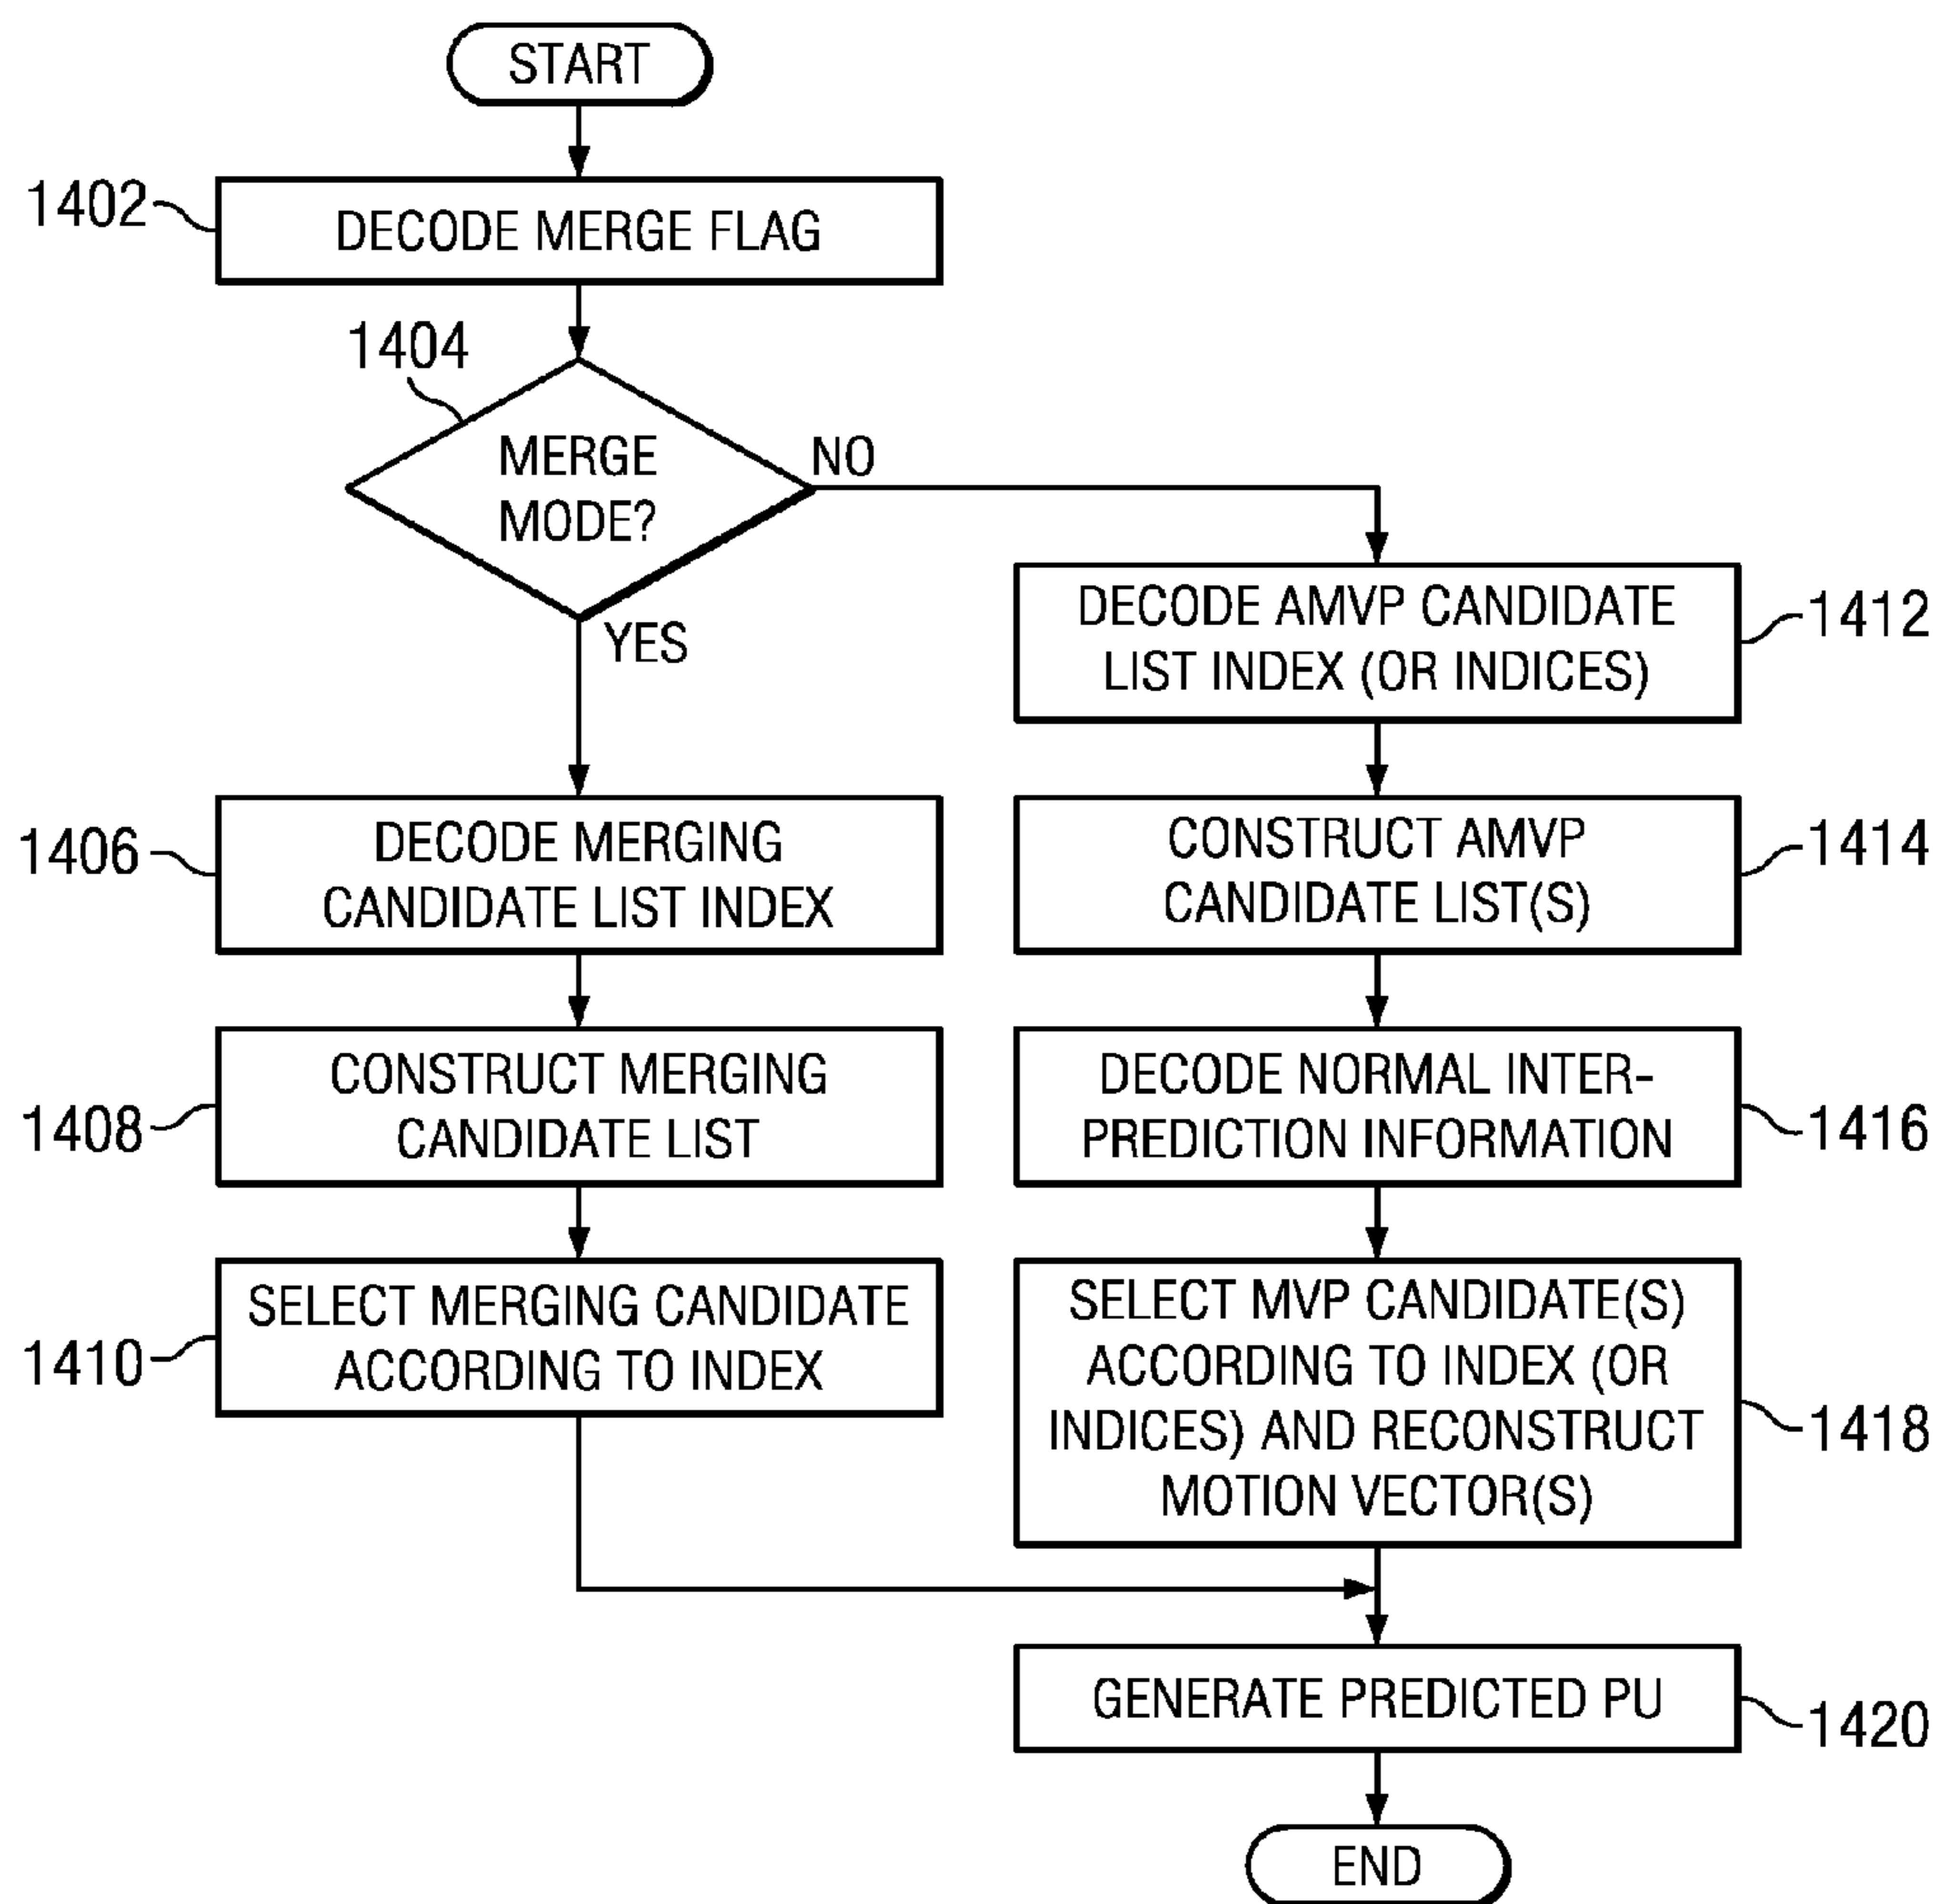 START
1402
DECODE MERGE FLAG
1404
MERGE
MODE?
NO
YES
1406
DECODE MERGING
CANDIDATE LIST INDEX
1408
CONSTRUCT MERGING
CANDIDATE LIST
1410
SELECT MERGING CANDIDATE
ACCORDING TO INDEX
DECODE AMVP CANDIDATE
LIST INDEX (OR INDICES)
1412
CONSTRUCT AMVP
CANDIDATE LIST(S)
1414
DECODE NORMAL INTER-
PREDICTION INFORMATION
1416
SELECT MVP CANDIDATE(S)
ACCORDING TO INDEX (OR
INDICES) AND RECONSTRUCT
MOTION VECTOR(S)
1418
GENERATE PREDICTED PU
1420
END